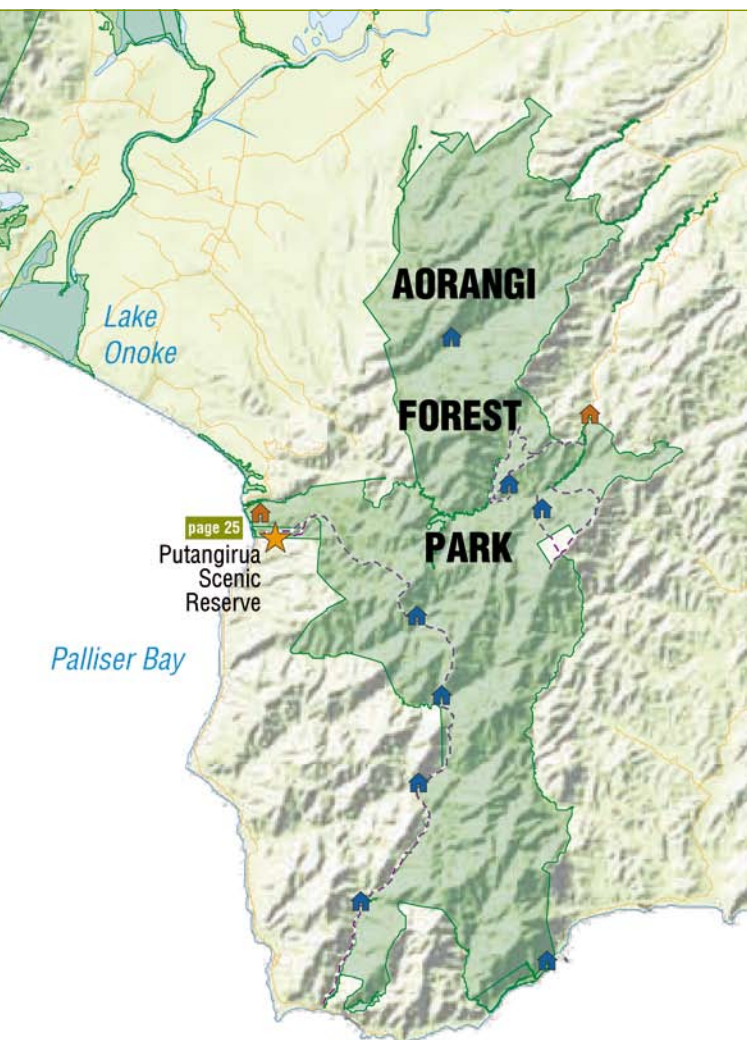 AORANGI
Lake
Onoke
FOREST
page 25
Putangirua
Scenic
Reserve
PARK
Palliser Bay